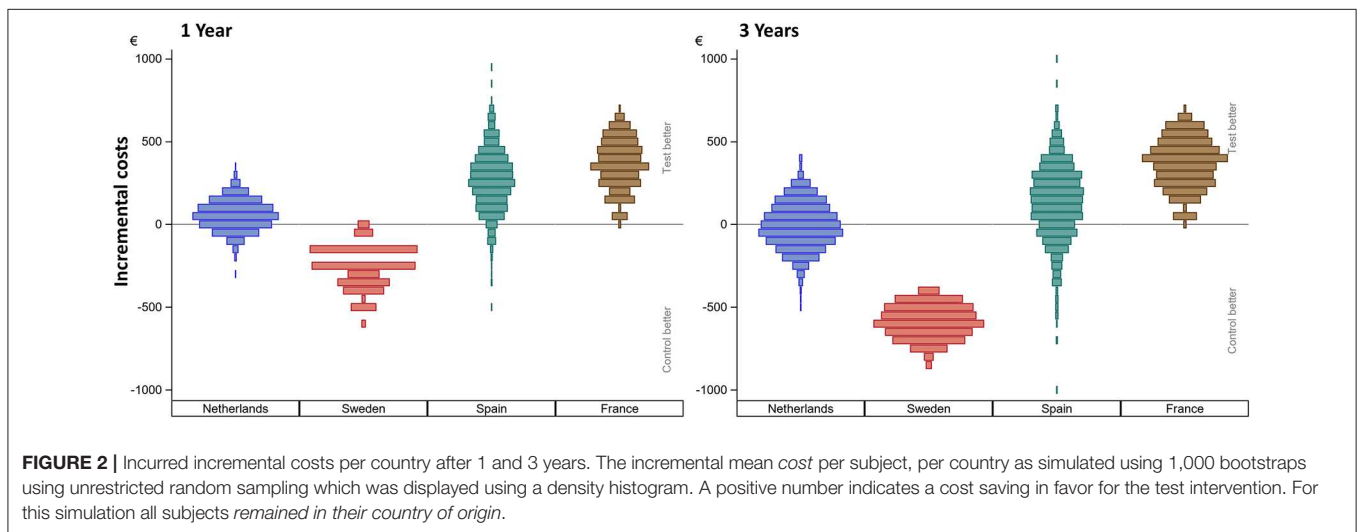 1 Year
€
1000
500
0
-500
-1000
Incremental costs
Test better
Control better
Netherlands
Sweden
Spain
France
3 Years
€
1000
500
0
-500
-1000
Test better
Control better
Netherlands
Sweden
Spain
France
FIGURE 2 | Incurred incremental costs per country after 1 and 3 years. The incremental mean cost per subject, per country as simulated using 1,000 bootstraps
using unrestricted random sampling which was displayed using a density histogram. A positive number indicates a cost saving in favor for the test intervention. For
this simulation all subjects remained in their country of origin.